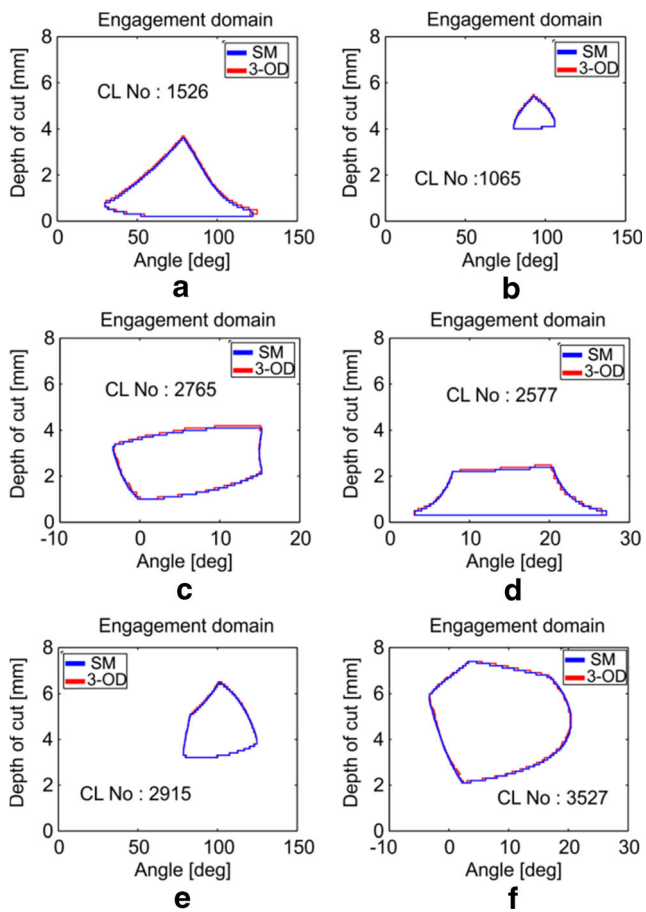 Engagement domain
Depth of cut [mm]
8
6
4
2
0
SM
3-OD
CL No : 1526
0 50 100 150
Angle [deg]
a
Engagement domain
Depth of cut [mm]
8
6
4
2
0
SM
3-OD
CL No :1065
0 50 100 150
Angle [deg]
b
Engagement domain
Depth of cut [mm]
8
6
4
2
0
SM
3-OD
CL No : 2765
-10 0 10 20
Angle [deg]
c
Engagement domain
Depth of cut [mm]
8
6
4
2
0
SM
3-OD
CL No : 2577
0 10 20 30
Angle [deg]
d
Engagement domain
Depth of cut [mm]
8
6
4
2
0
SM
3-OD
CL No : 2915
0 50 100 150
Angle [deg]
e
Engagement domain
Depth of cut [mm]
8
6
4
2
0
SM
3-OD
CL No : 3527
-10 0 10 20 30
Angle [deg]
f